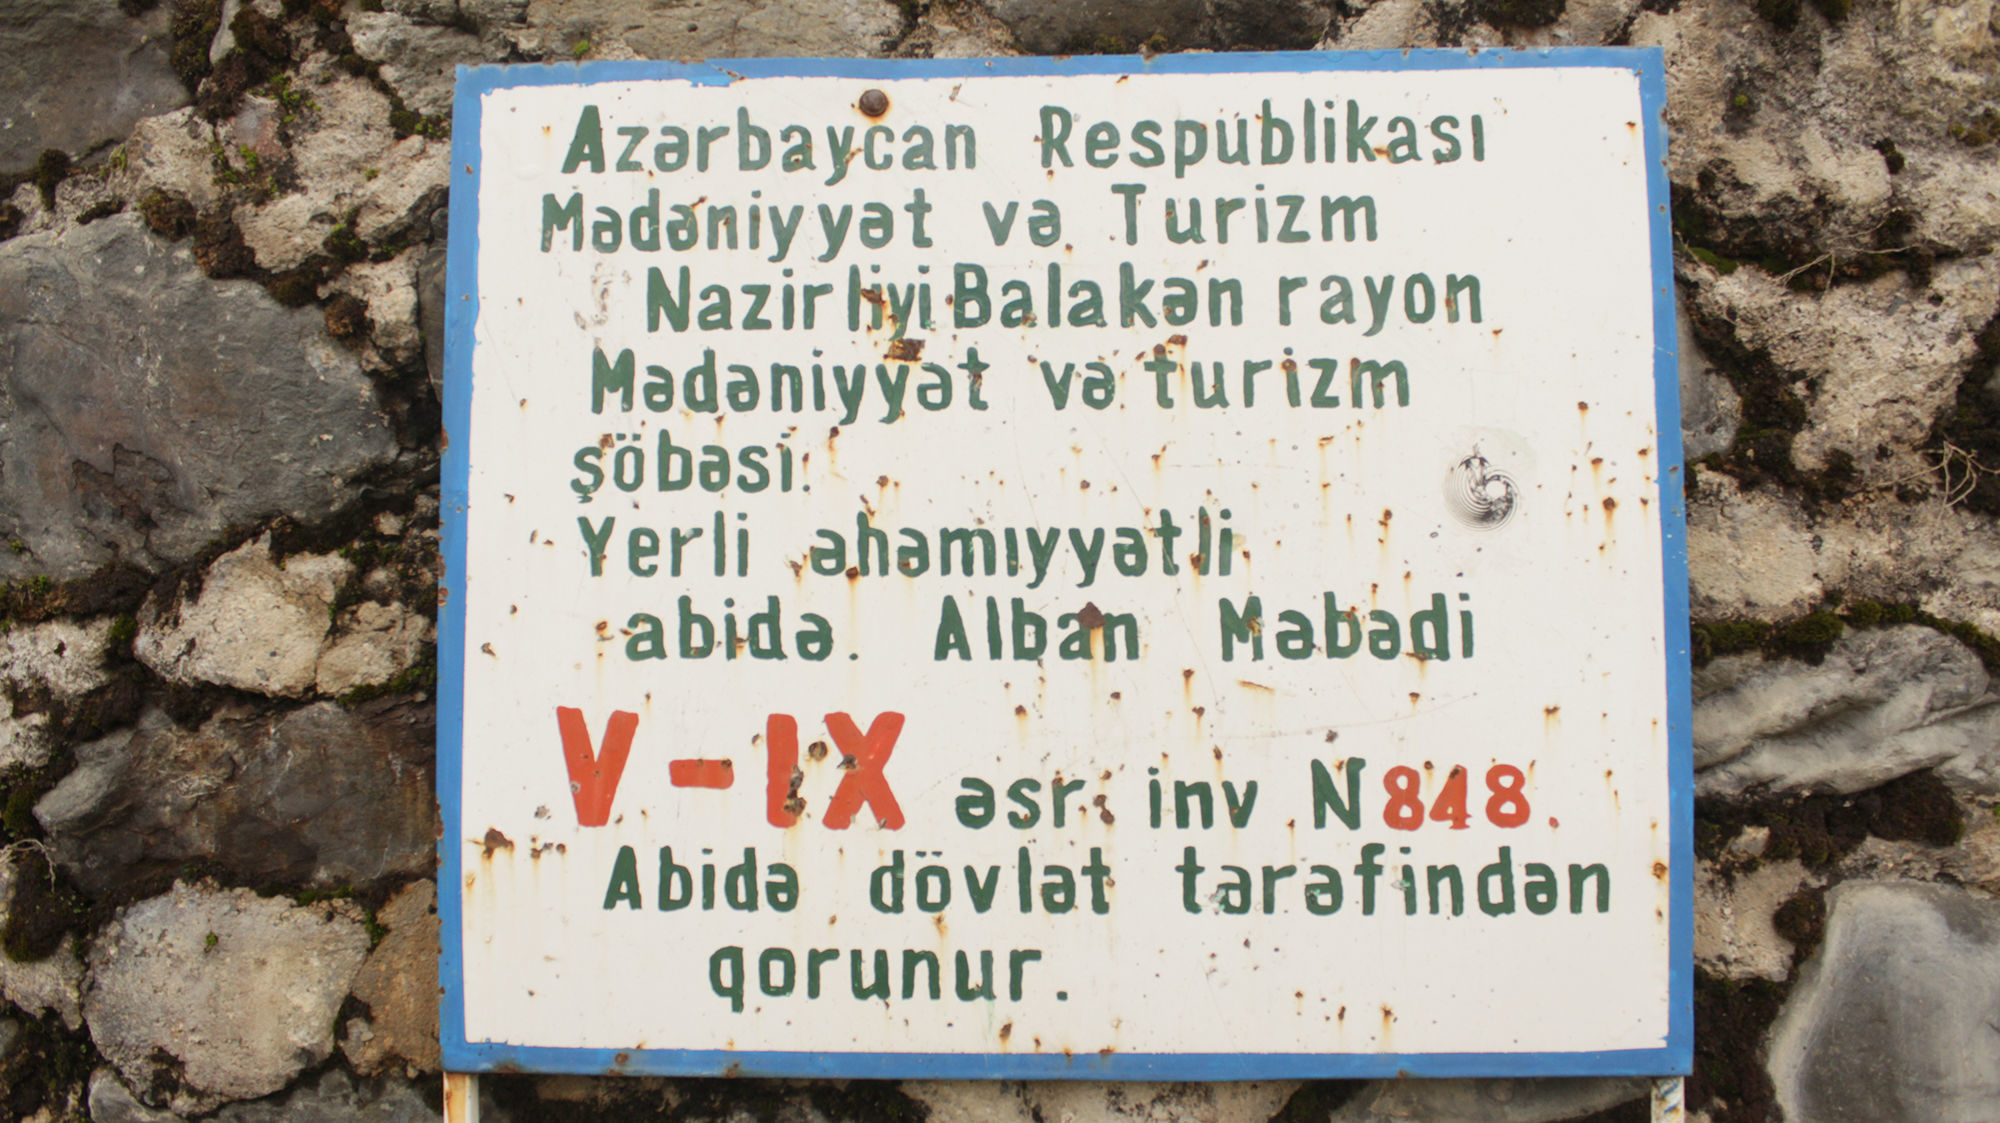 Azərbaycan Respublikası
Mədəniyyət və Turizm
Nazirliyi Balakən rayon
Mədəniyyət və turizm
şöbəsi.
Yerli əhəmıyyətli
abidə. Alban Məbədi
V-IX əsr. inv N848.
Abidə dövlət tərəfindən
qorunur.